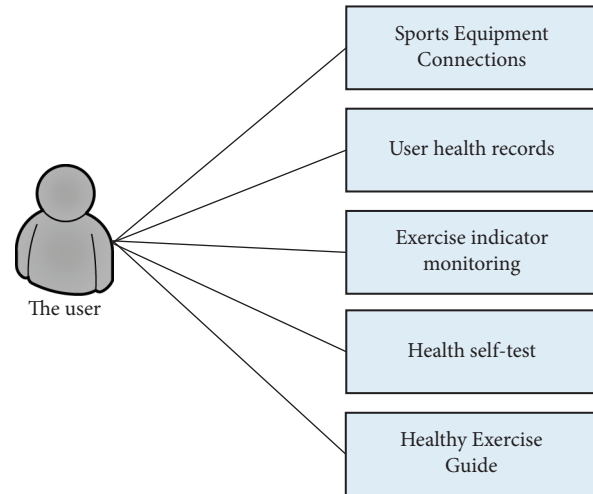 Sports Equipment
Connections
User health records
Exercise indicator
monitoring
The user
Health self-test
Healthy Exercise
Guide